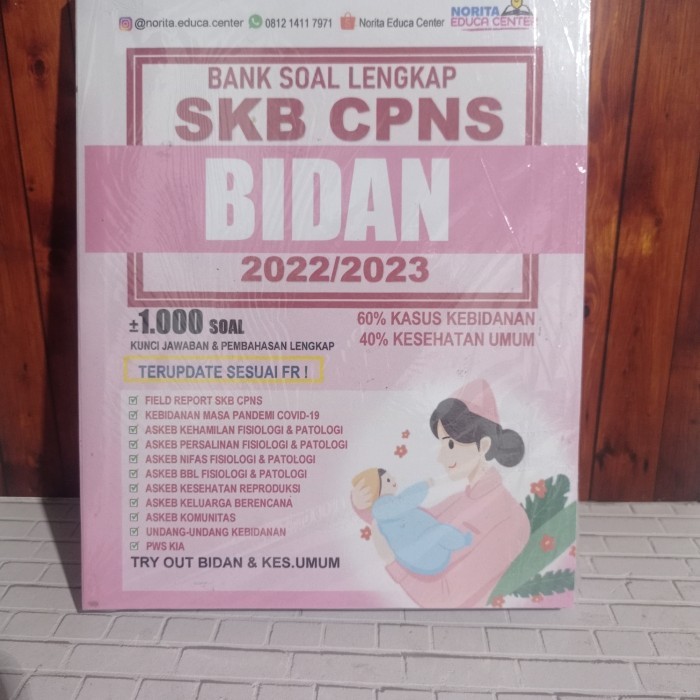 @norita.educa.center 0812 1411 7971 Norita Educa Center
NORITA
EDUCA CENTER
BANK SOAL LENGKAP
SKB CPNS
BIDAN
2022/2023
±1.000 SOAL
KUNCI JAWABAN & PEMBAHASAN LENGKAP
60% KASUS KEBIDANAN
40% KESEHATAN UMUM
TERUPDATE SESUAI FR !
FIELD REPORT SKB CPNS
KEBIDANAN MASA PANDEMI COVID-19
ASKEB KEHAMILAN FISIOLOGI & PATOLOGI
ASKEB PERSALINAN FISIOLOGI & PATOLOGI
ASKEB NIFAS FISIOLOGI & PATOLOGI
ASKEB BBL FISIOLOGI & PATOLOGI
ASKEB KESEHATAN REPRODUKSI
ASKEB KELUARGA BERENCANA
ASKEB KOMUNITAS
UNDANG-UNDANG KEBIDANAN
PWS KIA
TRY OUT BIDAN & KES.UMUM